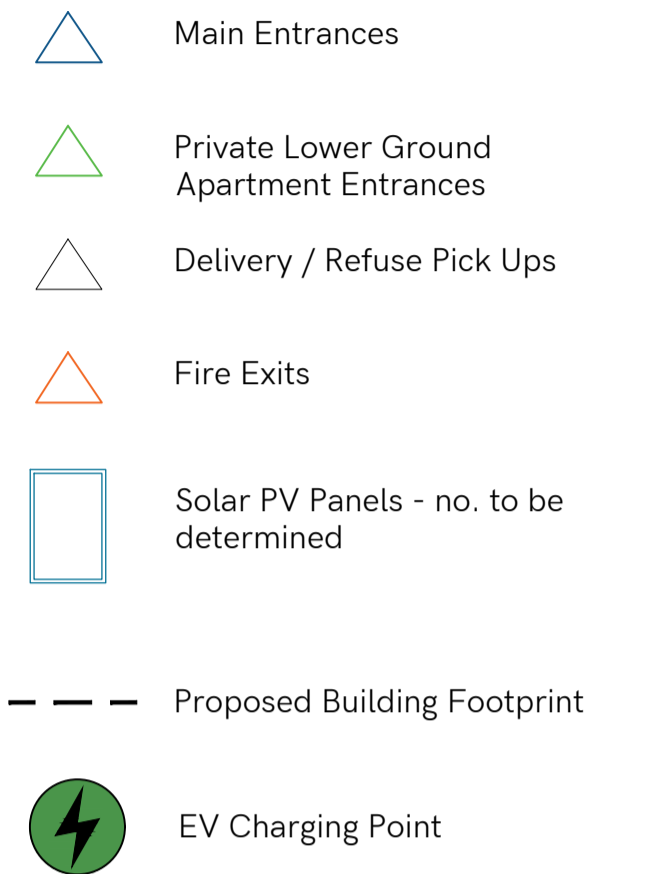 Main Entrances
Private Lower Ground
Apartment Entrances
Delivery / Refuse Pick Ups
Fire Exits
Solar PV Panels - no. to be
determined
Proposed Building Footprint
EV Charging Point